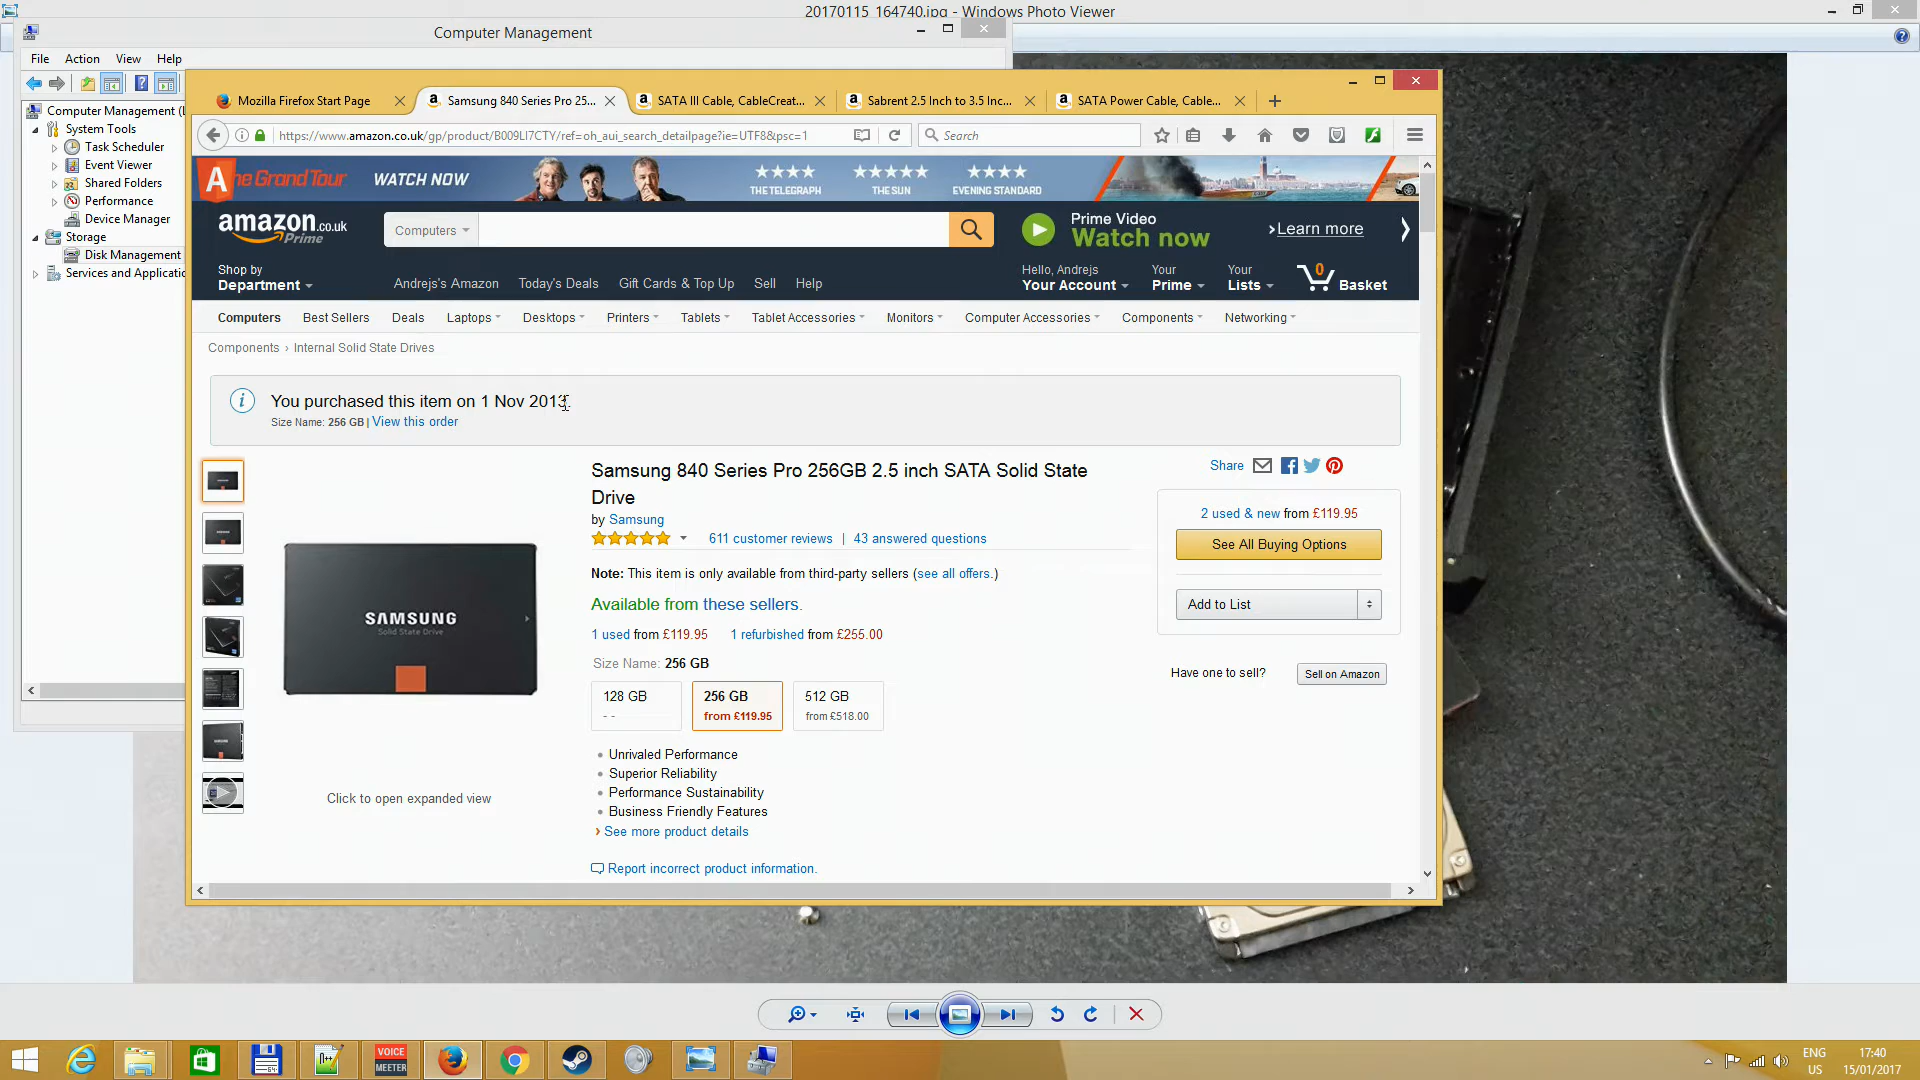 20170115_164740.jpg - Windows Photo Viewer
Computer Management
File Action View Help
Computer Management (L
System Tools
Task Scheduler
Event Viewer
Shared Folders
Performance
Device Manager
Storage
Disk Management
Services and Applicatio
Mozilla Firefox Start Page
Samsung 840 Series Pro 25...
SATA III Cable, CableCreat...
Sabrent 2.5 Inch to 3.5 Inc...
SATA Power Cable, Cable...
https://www.amazon.co.uk/gp/product/B009LI7CTY/ref=oh_aui_search_detailpage?ie=UTF8&psc=1
Search
A he Grand Tour WATCH NOW
★★★★ THE TELEGRAPH
★★★★★ THE SUN
★★★★ EVENING STANDARD
amazon.co.uk
Prime
Computers
Prime Video
Watch now
›Learn more
Shop by
Department
Andrejs's Amazon Today's Deals Gift Cards & Top Up Sell Help
Hello, Andrejs
Your Account
Your
Prime
Your
Lists
0
Basket
Computers Best Sellers Deals Laptops Desktops Printers Tablets Tablet Accessories Monitors Computer Accessories Components Networking
Components › Internal Solid State Drives
You purchased this item on 1 Nov 2013.
Size Name: 256 GB | View this order
SAMSUNG
Solid State Drive
Click to open expanded view
Samsung 840 Series Pro 256GB 2.5 inch SATA Solid State
Drive
by Samsung
611 customer reviews | 43 answered questions
Note: This item is only available from third-party sellers (see all offers.)
Available from these sellers.
1 used from £119.95 1 refurbished from £255.00
Size Name: 256 GB
128 GB
- -
256 GB
from £119.95
512 GB
from £518.00
Unrivaled Performance
Superior Reliability
Performance Sustainability
Business Friendly Features
› See more product details
Report incorrect product information.
Share
2 used & new from £119.95
See All Buying Options
Add to List
Have one to sell?
Sell on Amazon
VOICE
MEETER
ENG
US
17:40
15/01/2017